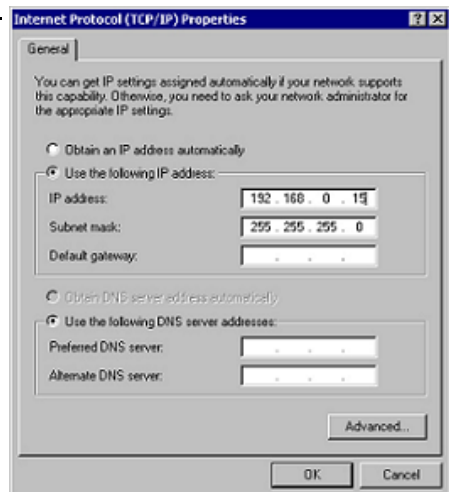 Internet Protocol (TCP/IP) Properties
General
You can get IP settings assigned automatically if your network supports
this capability. Otherwise, you need to ask your network administrator for
the appropriate IP settings.
Obtain an IP address automatically
Use the following IP address:
IP address: 192 . 168 . 0 . 15
Subnet mask: 255 . 255 . 255 . 0
Default gateway: . . .
Obtain DNS server address automatically
Use the following DNS server addresses:
Preferred DNS server: . . .
Alternate DNS server: . . .
Advanced...
OK Cancel